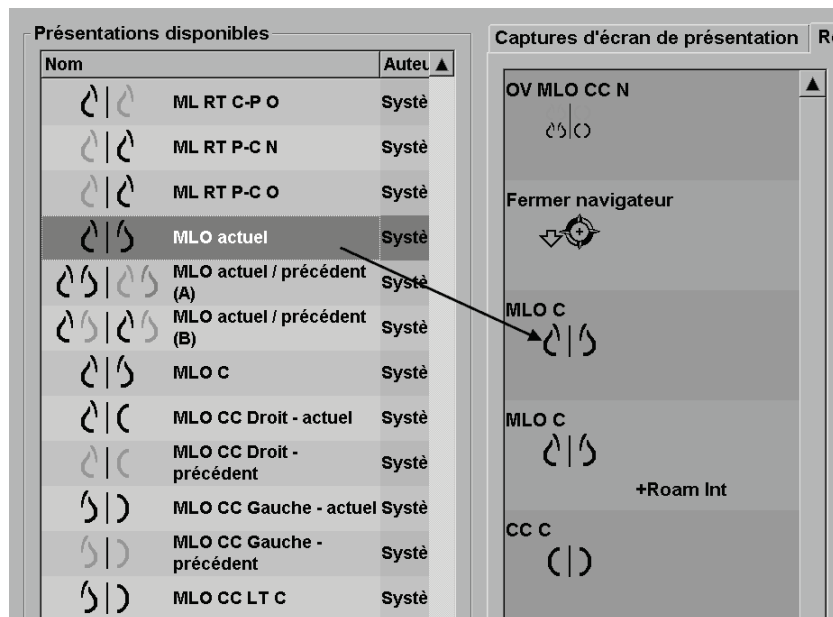 Présentations disponibles
Nom
Auteu
ML RT C-P O
Systè
ML RT P-C N
Systè
ML RT P-C O
Systè
MLO actuel
Systè
MLO actuel / précédent
(A)
Systè
MLO actuel / précédent
(B)
Systè
MLO C
Systè
MLO CC Droit - actuel
Systè
MLO CC Droit -
précédent
Systè
MLO CC Gauche - actuel
Systè
MLO CC Gauche -
précédent
Systè
MLO CC LT C
Systè
Captures d'écran de présentation
OV MLO CC N
Fermer navigateur
MLO C
MLO C
+Roam Int
CC C